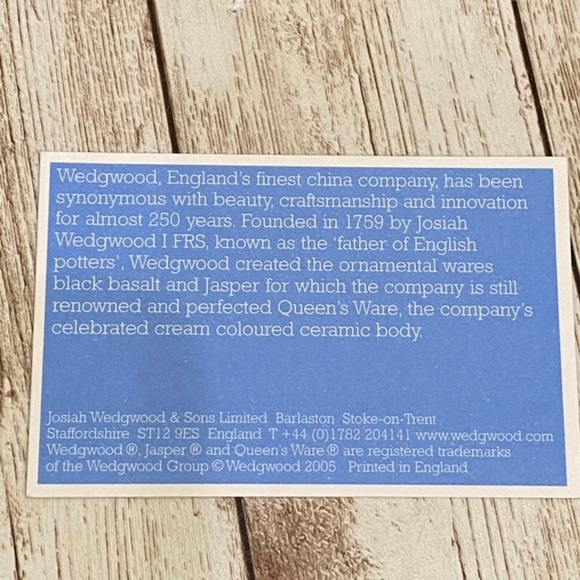 Wedgwood, England's finest china company, has been
synonymous with beauty, craftsmanship and innovation
for almost 250 years. Founded in 1759 by Josiah
Wedgwood I FRS, known as the 'father of English
potters', Wedgwood created the ornamental wares
black basalt and Jasper for which the company is still
renowned and perfected Queen's Ware, the company's
celebrated cream coloured ceramic body.
Josiah Wedgwood & Sons Limited Barlaston Stoke-on-Trent
Staffordshire ST12 9ES England T +44 (0)1782 204141 www.wedgwood.com
Wedgwood ®, Jasper ® and Queen's Ware ® are registered trademarks
of the Wedgwood Group © Wedgwood 2005 Printed in England